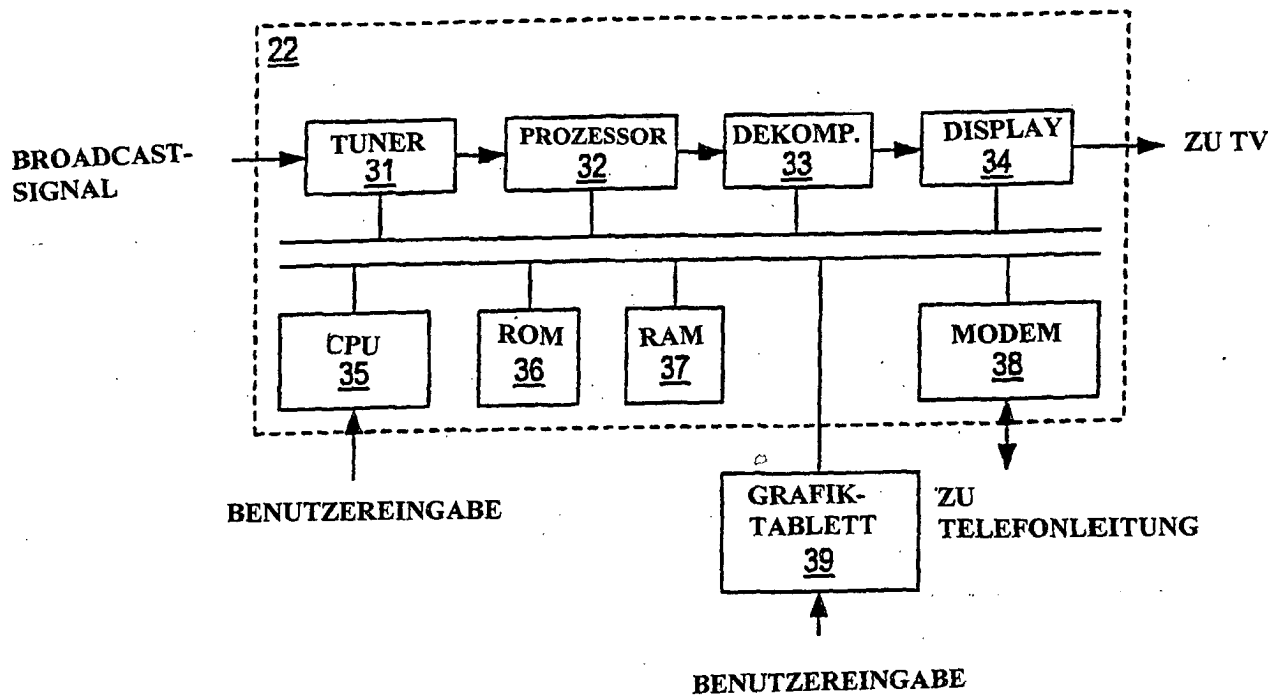 22
BROADCAST-
SIGNAL
TUNER
31
PROZESSOR
32
DEKOMP.
33
DISPLAY
34
ZU TV
CPU
35
ROM
36
RAM
37
MODEM
38
BENUTZEREINGABE
GRAFIK-
TABLETT
39
ZU
TELEFONLEITUNG
BENUTZEREINGABE